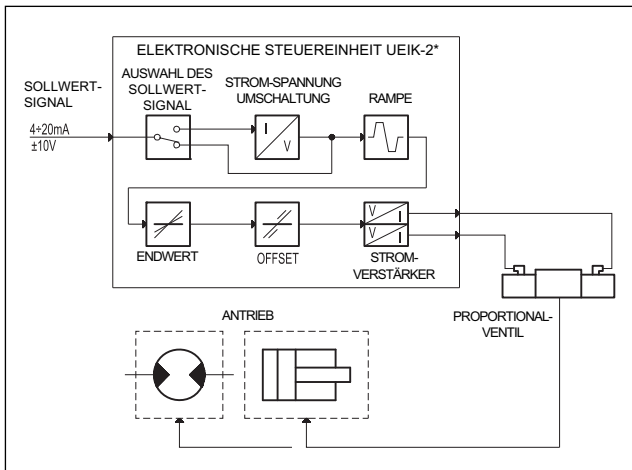 ELEKTRONISCHE STEUEREINHEIT UEIK-2*
SOLLWERT-
SIGNAL
4÷20mA
±10V
AUSWAHL DES
SOLLWERT-
SIGNAL
STROM-SPANNUNG
UMSCHALTUNG
I
V
RAMPE
ENDWERT
OFFSET
V
I
V
I
STROM-
VERSTÄRKER
PROPORTIONAL-
VENTIL
ANTRIEB